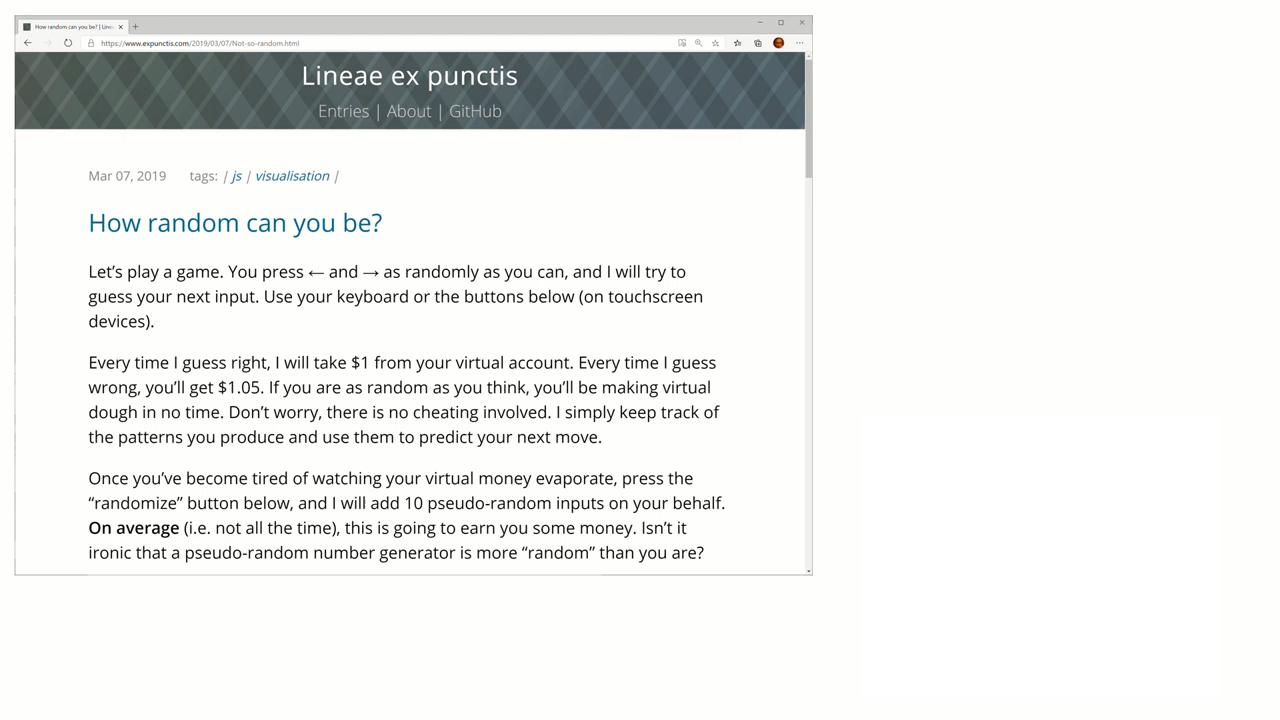 How random can you be? | Linea
https://www.expunctis.com/2019/03/07/Not-so-random.html
Lineae ex punctis
Entries | About | GitHub
Mar 07, 2019 tags: | js | visualisation |
How random can you be?
Let’s play a game. You press ← and → as randomly as you can, and I will try to
guess your next input. Use your keyboard or the buttons below (on touchscreen
devices).
Every time I guess right, I will take $1 from your virtual account. Every time I guess
wrong, you’ll get $1.05. If you are as random as you think, you’ll be making virtual
dough in no time. Don’t worry, there is no cheating involved. I simply keep track of
the patterns you produce and use them to predict your next move.
Once you’ve become tired of watching your virtual money evaporate, press the
“randomize” button below, and I will add 10 pseudo-random inputs on your behalf.
On average (i.e. not all the time), this is going to earn you some money. Isn’t it
ironic that a pseudo-random number generator is more “random” than you are?